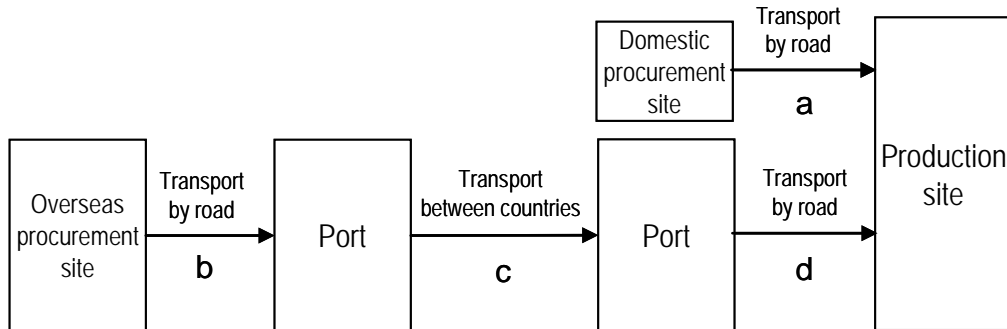 Domestic
procurement
site
Transport
by road
a
Production
site
Overseas
procurement
site
Transport
by road
b
Port
Transport
between countries
c
Port
Transport
by road
d